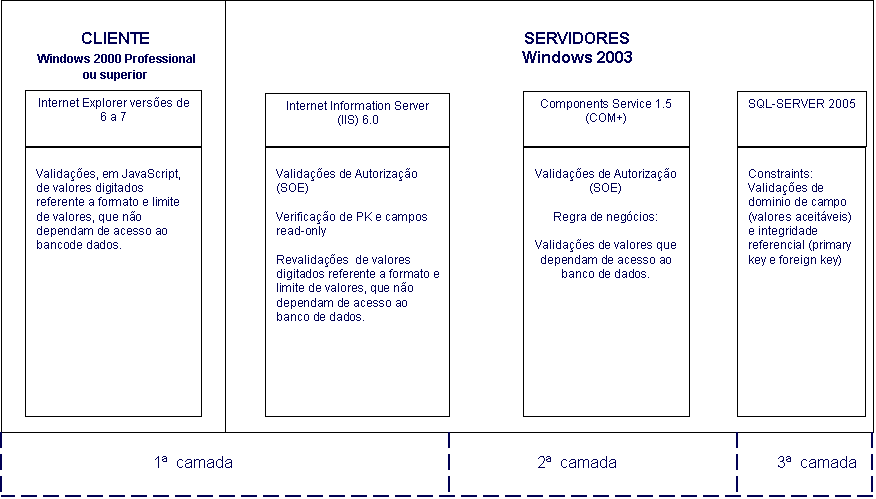 CLIENTE
Windows 2000 Professional
ou superior
SERVIDORES
Windows 2003
Internet Explorer versões de
6 a 7
Validações, em JavaScript,
de valores digitados
referente a formato e limite
de valores, que não
dependam de acesso ao
bancode dados.
Internet Information Server
(IIS) 6.0
Validações de Autorização
(SOE)
Verificação de PK e campos
read-only
Revalidações de valores
digitados referente a formato e
limite de valores, que não
dependam de acesso ao
banco de dados.
Components Service 1.5
(COM+)
Validações de Autorização
(SOE)
Regra de negócios:
Validações de valores que
dependam de acesso ao
banco de dados.
SQL-SERVER 2005
Constraints:
Validações de
dominio de campo
(valores aceitáveis)
e integridade
referencial (primary
key e foreign key)
1ª camada
2ª camada
3ª camada